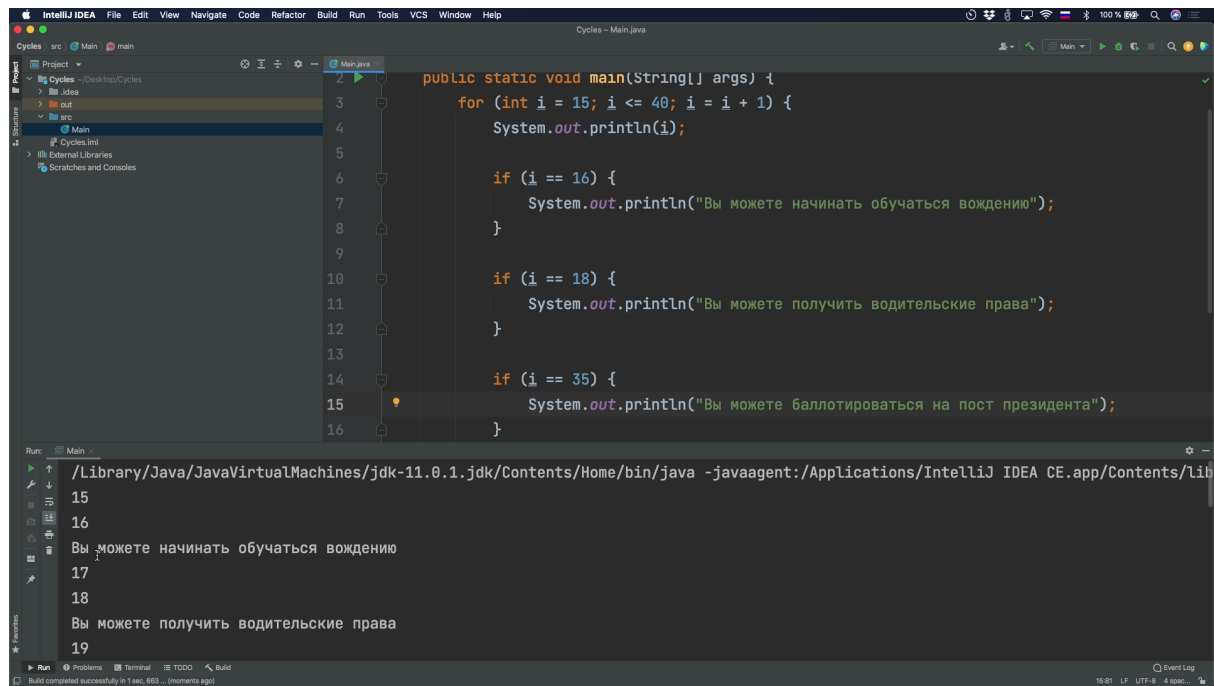 IntelliJ IDEA File Edit View Navigate Code Refactor Build Run Tools VCS Window Help 100 %
Cycles – Main.java
Cycles src Main main Main
Project Main.java
Cycles ~/Desktop/Cycles
.idea
out
src
Main
Cycles.iml
External Libraries
Scratches and Consoles
Project
Structure
Favorites
2 public static void main(String[] args) {
3 for (int i = 15; i <= 40; i = i + 1) {
4 System.out.println(i);
5
6 if (i == 16) {
7 System.out.println("Вы можете начинать обучаться вождению");
8 }
9
10 if (i == 18) {
11 System.out.println("Вы можете получить водительские права");
12 }
13
14 if (i == 35) {
15 System.out.println("Вы можете баллотироваться на пост президента");
16 }
Run: Main
/Library/Java/JavaVirtualMachines/jdk-11.0.1.jdk/Contents/Home/bin/java -javaagent:/Applications/IntelliJ IDEA CE.app/Contents/lib
15
16
Вы можете начинать обучаться вождению
17
18
Вы можете получить водительские права
19
Run Problems Terminal TODO Build Event Log
Build completed successfully in 1 sec, 663 ... (moments ago) 15:81 LF UTF-8 4 spac...